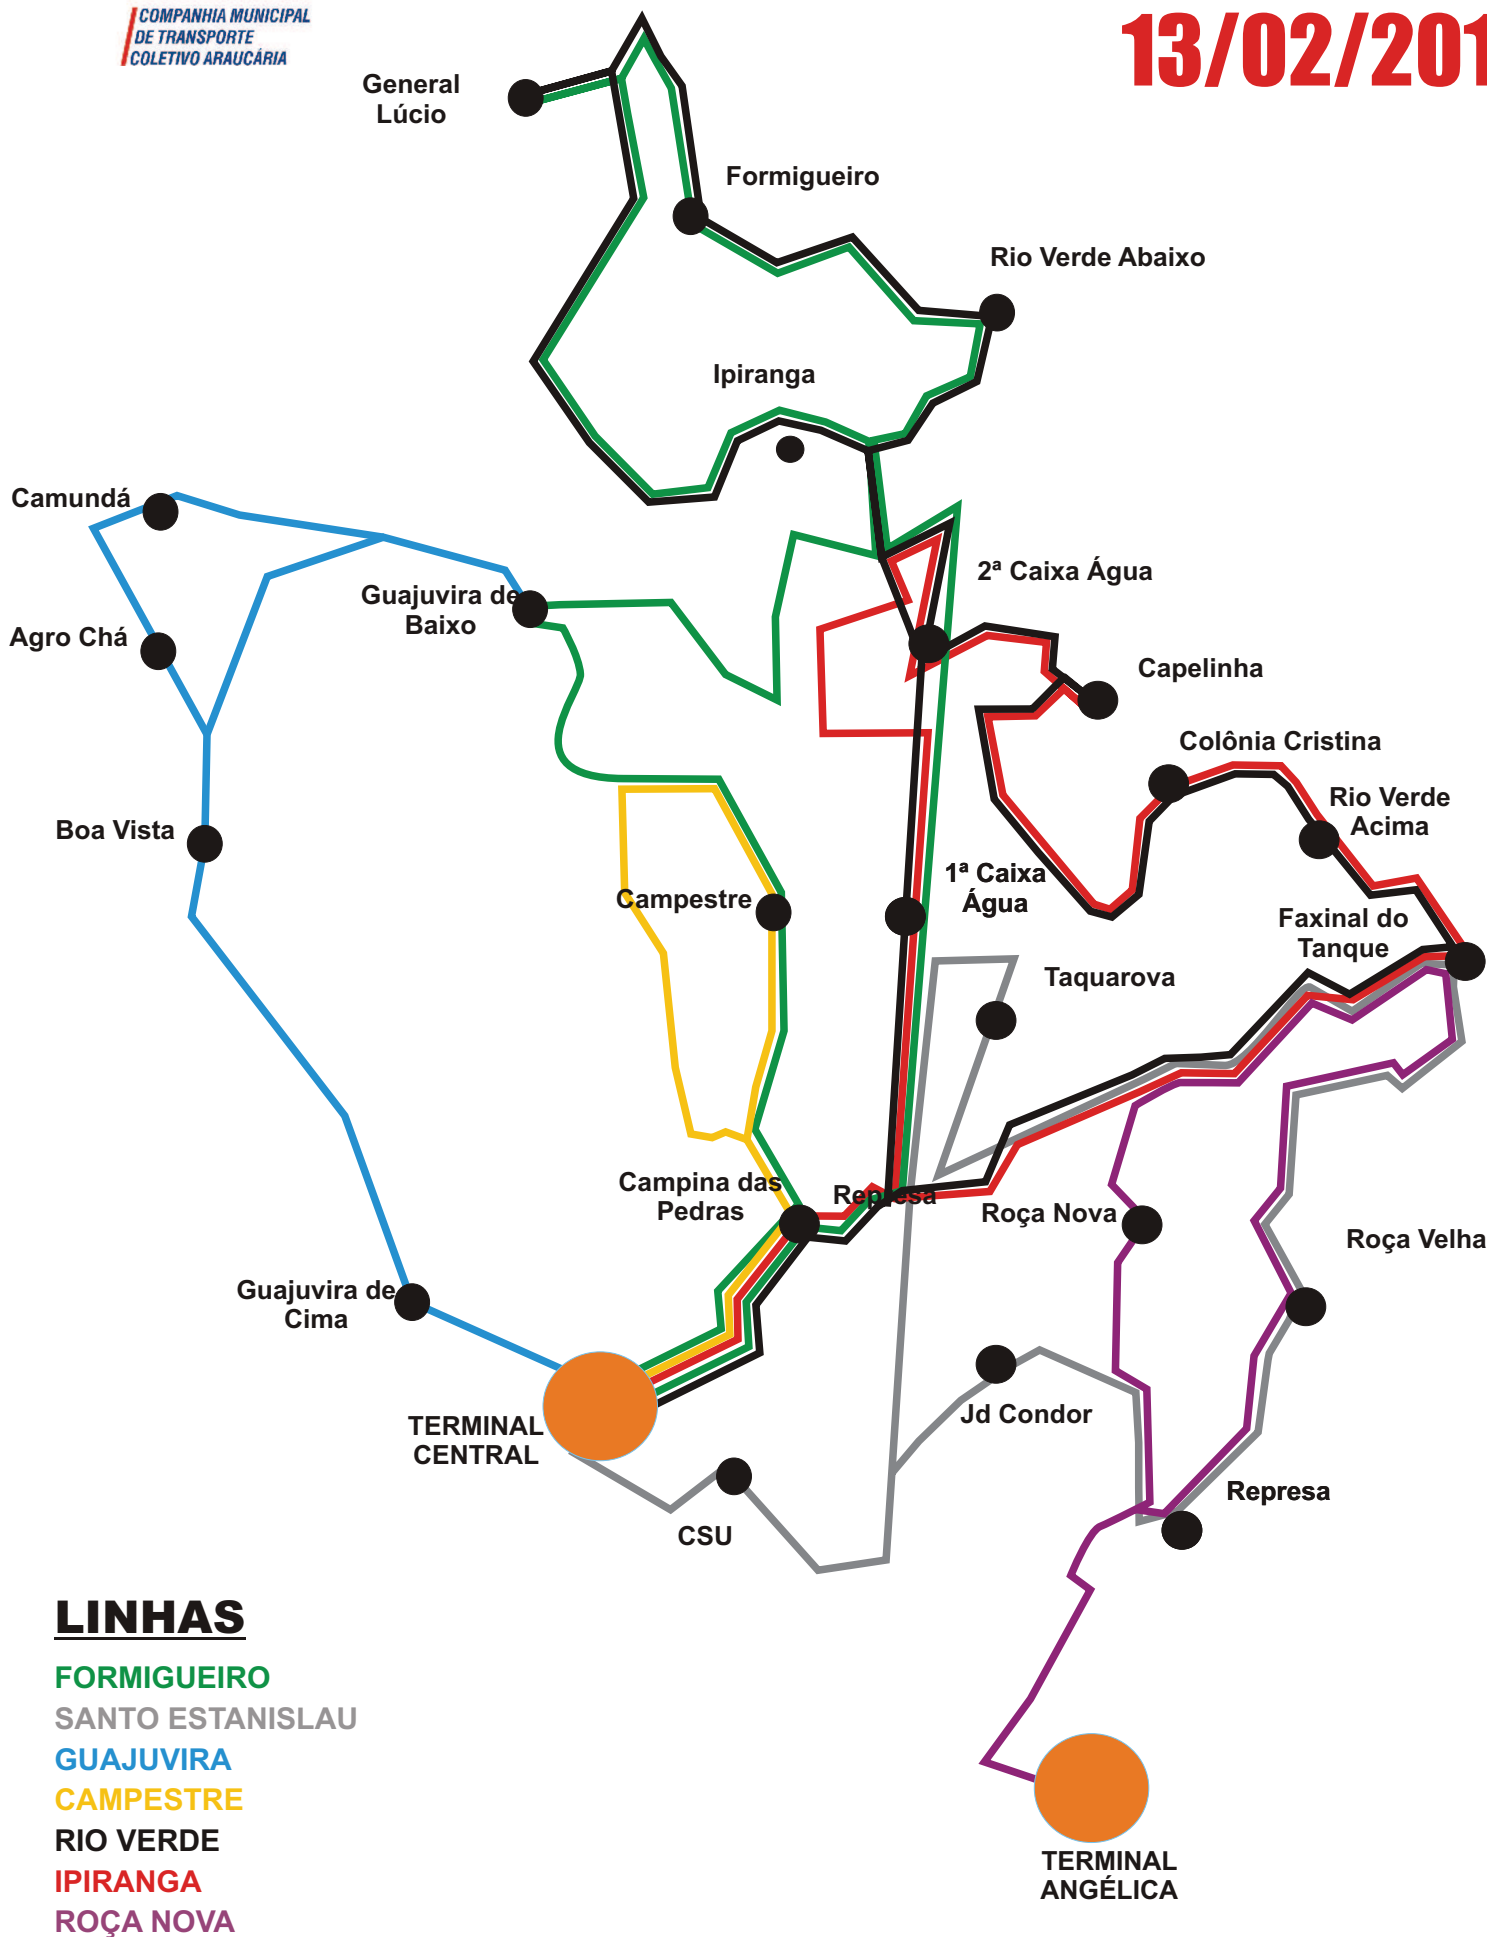 COMPANHIA MUNICIPAL
DE TRANSPORTE
COLETIVO ARAUCÁRIA
13/02/201
General
Lúcio
Formigueiro
Rio Verde Abaixo
Ipiranga
Camundá
2ª Caixa Água
Guajuvira de
Baixo
Agro Chá
Capelinha
Colônia Cristina
Rio Verde
Acima
Boa Vista
1ª Caixa
Água
Campestre
Faxinal do
Tanque
Taquarova
Campina das
Pedras
Represa
Roça Nova
Roça Velha
Guajuvira de
Cima
Jd Condor
TERMINAL
CENTRAL
Represa
CSU
LINHAS
FORMIGUEIRO
SANTO ESTANISLAU
GUAJUVIRA
CAMPESTRE
RIO VERDE
IPIRANGA
ROÇA NOVA
TERMINAL
ANGÉLICA